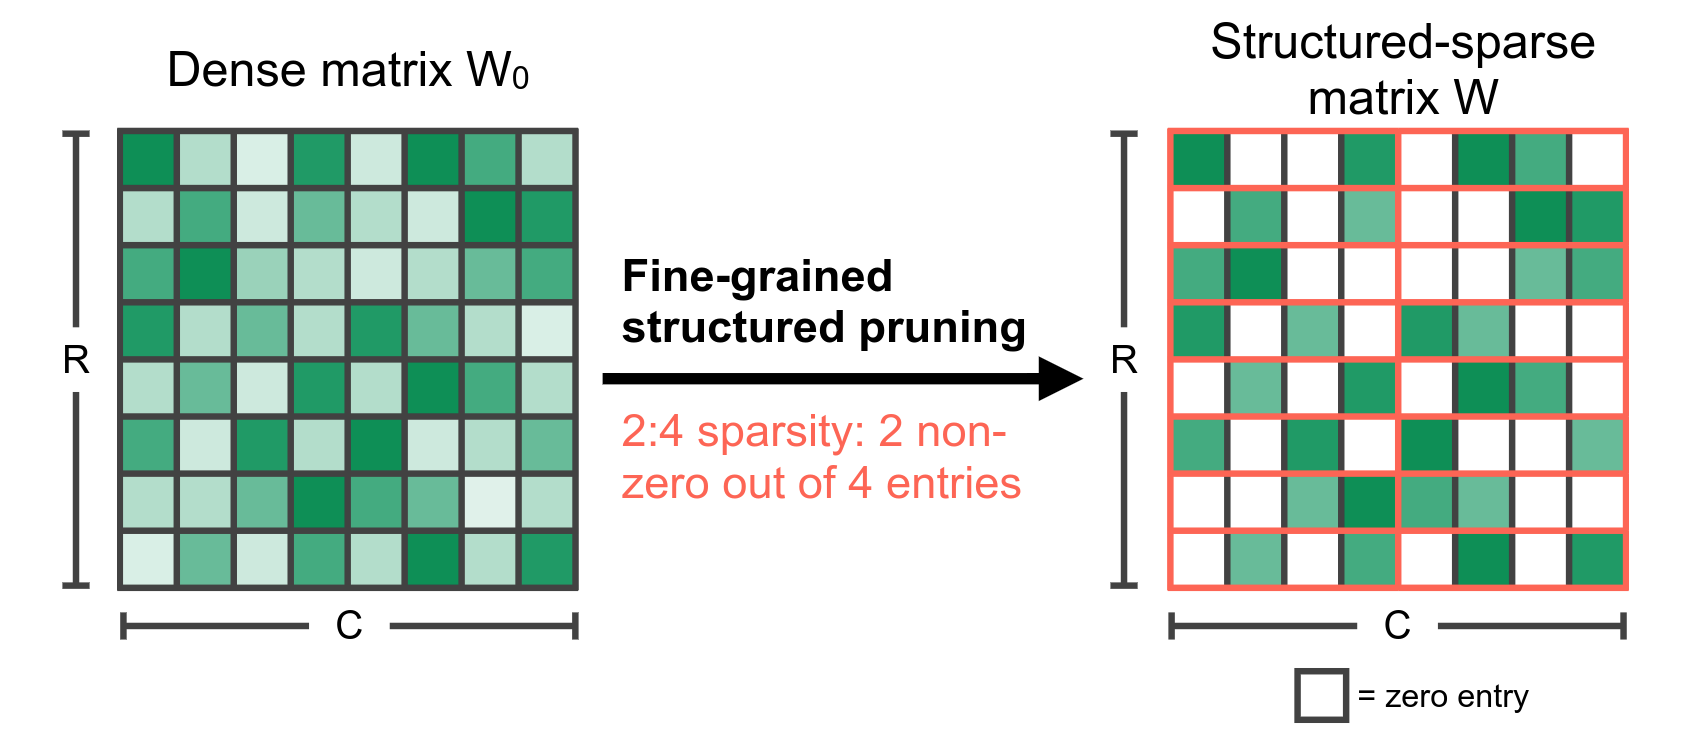 Dense matrix W₀
Structured-sparse
matrix W
R
C
Fine-grained
structured pruning
2:4 sparsity: 2 non-
zero out of 4 entries
R
C
= zero entry